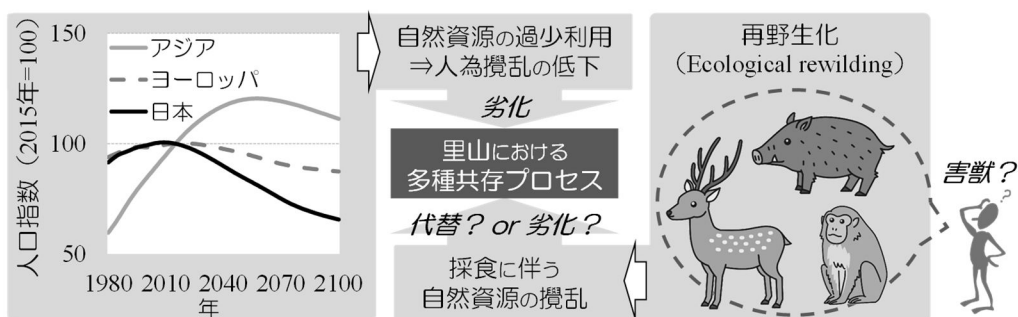 人口指数（2015年=100）
150
100
50
アジア
ヨーロッパ
日本
1980 2010 2040 2070 2100
年
自然資源の過少利用
⇒人為攪乱の低下
劣化
里山における
多種共存プロセス
代替？ or 劣化？
採食に伴う
自然資源の攪乱
再野生化
（Ecological rewilding）
害獣？
?